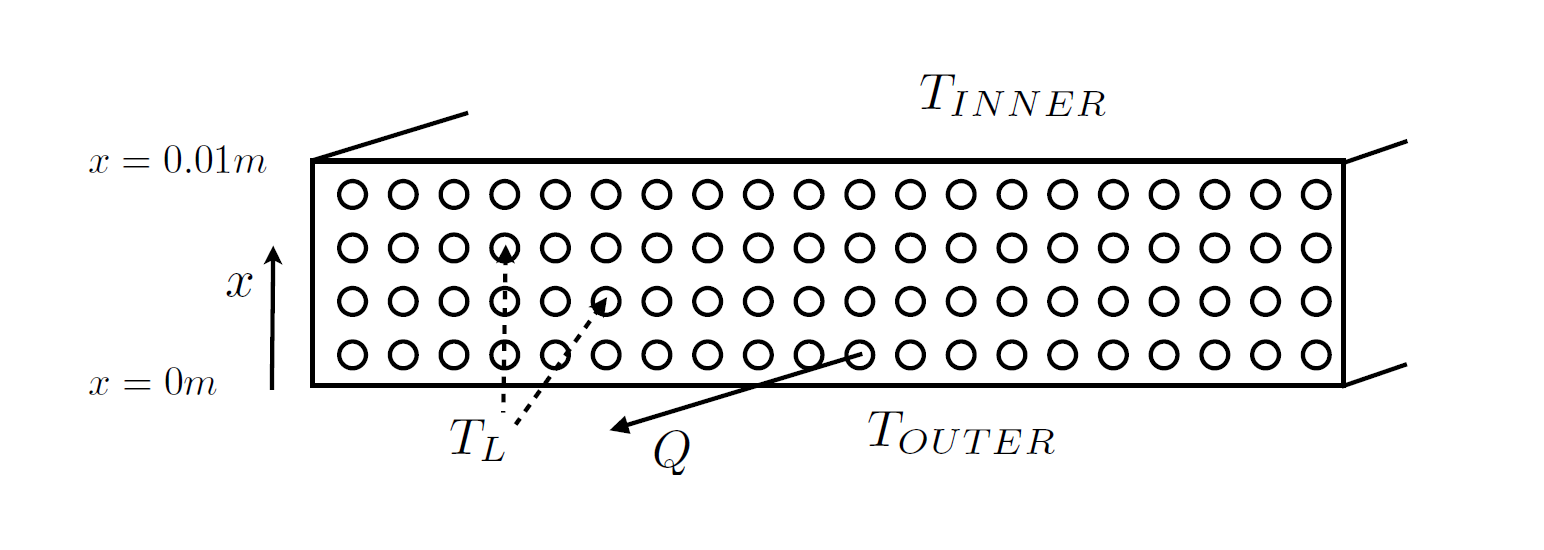 T_{INNER}
x = 0.01m
x
x = 0m
T_L
Q
T_{OUTER}